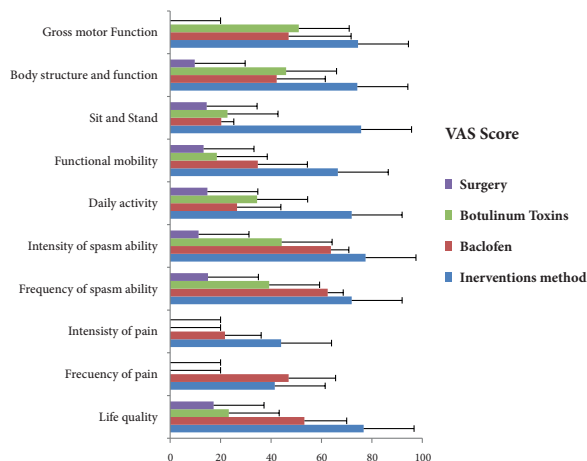 Gross motor Function
Body structure and function
Sit and Stand
Functional mobility
Daily activity
Intensity of spasm ability
Frequency of spasm ability
Intensisty of pain
Frecuency of pain
Life quality
0 20 40 60 80 100
VAS Score
Surgery
Botulinum Toxins
Baclofen
Inerventions method